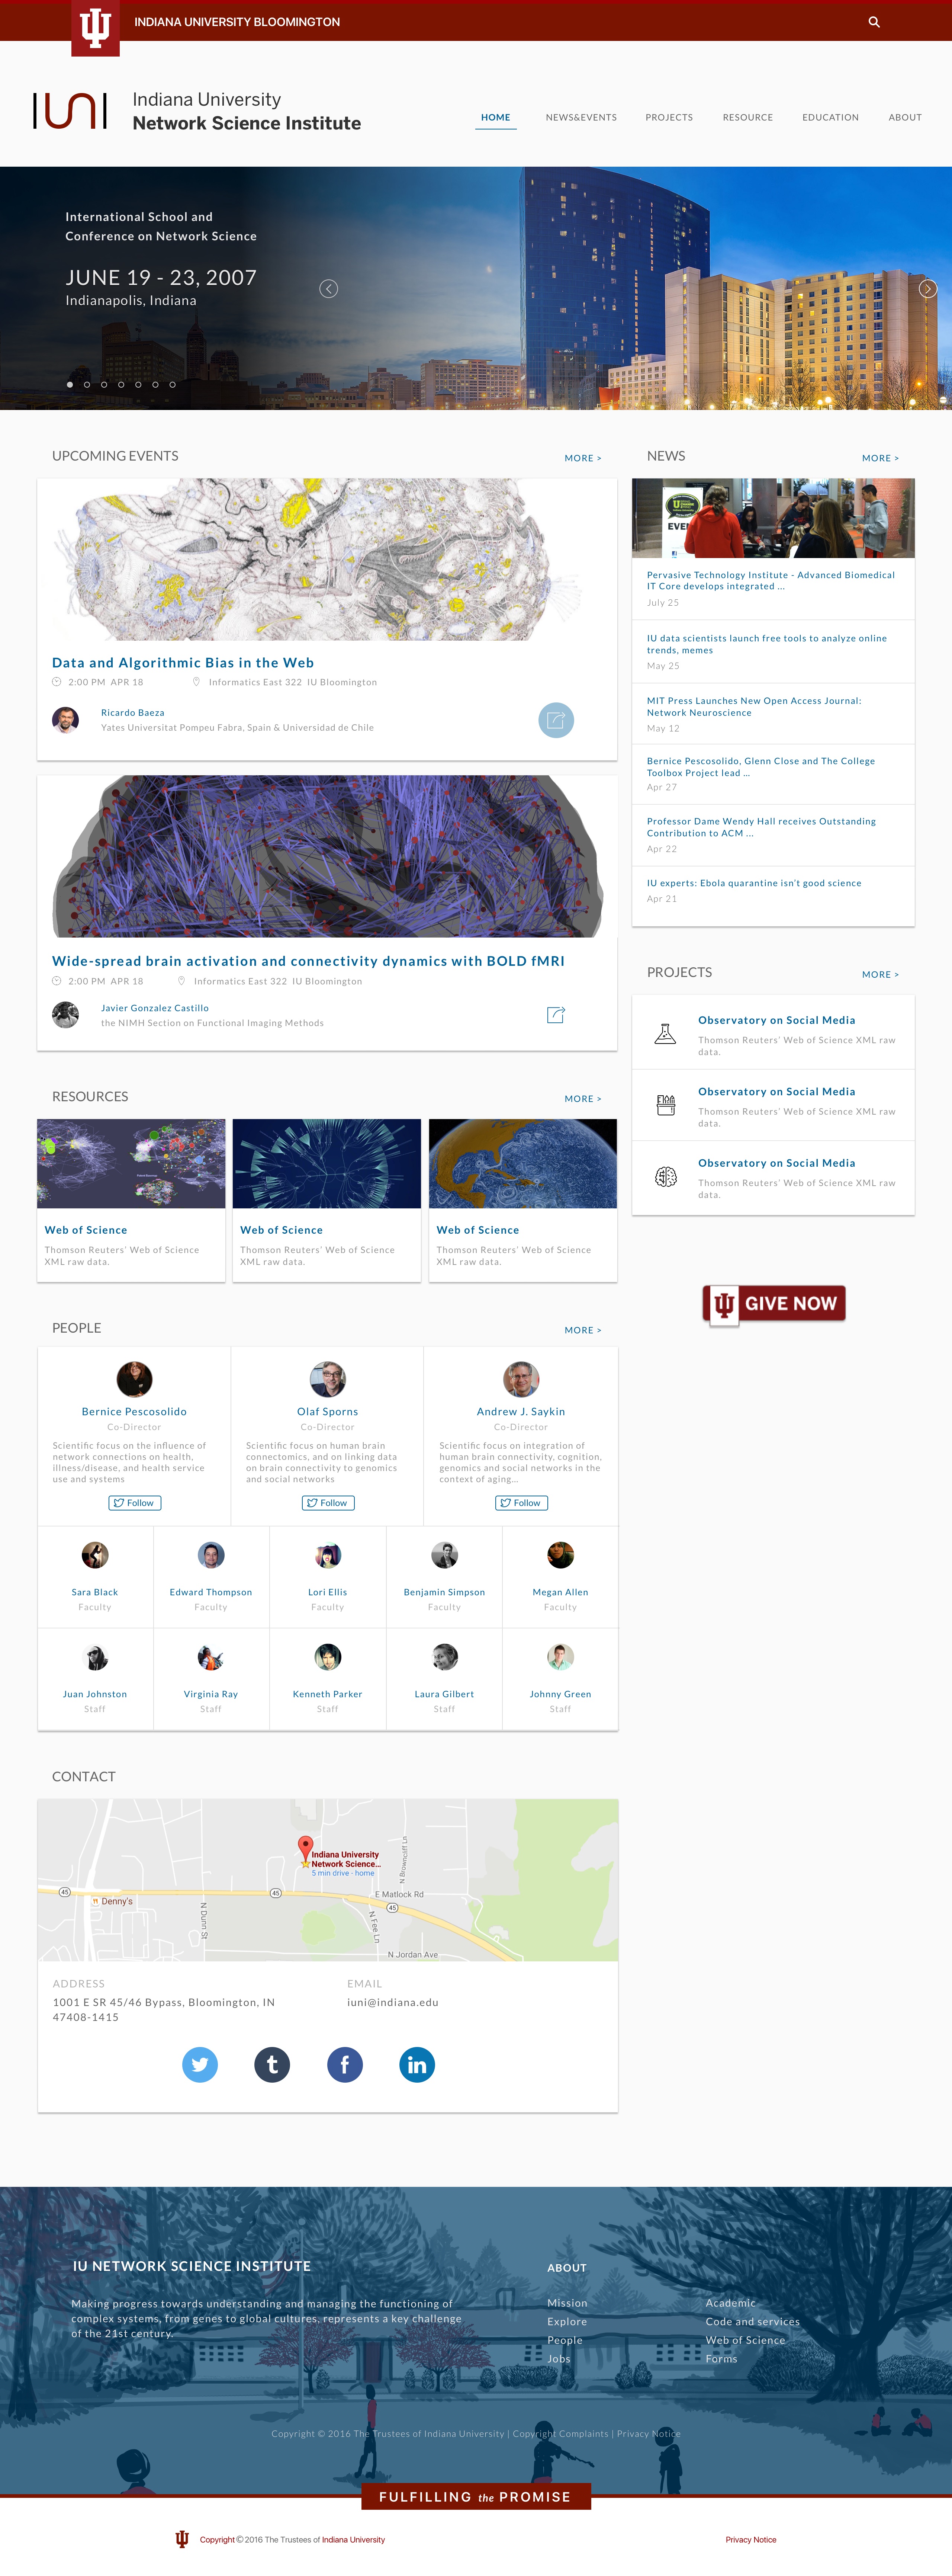 INDIANA UNIVERSITY BLOOMINGTON
IUNI
Indiana University
Network Science Institute
HOME
NEWS&EVENTS
PROJECTS
RESOURCE
EDUCATION
ABOUT
International School and
Conference on Network Science
JUNE 19 - 23, 2007
Indianapolis, Indiana
UPCOMING EVENTS
MORE >
Data and Algorithmic Bias in the Web
2:00 PM APR 18
Informatics East 322 IU Bloomington
Ricardo Baeza
Yates Universitat Pompeu Fabra, Spain & Universidad de Chile
Wide-spread brain activation and connectivity dynamics with BOLD fMRI
2:00 PM APR 18
Informatics East 322 IU Bloomington
Javier Gonzalez Castillo
the NIMH Section on Functional Imaging Methods
NEWS
MORE >
EVEN
Pervasive Technology Institute - Advanced Biomedical
IT Core develops integrated ...
July 25
IU data scientists launch free tools to analyze online
trends, memes
May 25
MIT Press Launches New Open Access Journal:
Network Neuroscience
May 12
Bernice Pescosolido, Glenn Close and The College
Toolbox Project lead ...
Apr 27
Professor Dame Wendy Hall receives Outstanding
Contribution to ACM ...
Apr 22
IU experts: Ebola quarantine isn't good science
Apr 21
PROJECTS
MORE >
Observatory on Social Media
Thomson Reuters' Web of Science XML raw
data.
Observatory on Social Media
Thomson Reuters' Web of Science XML raw
data.
Observatory on Social Media
Thomson Reuters' Web of Science XML raw
data.
GIVE NOW
RESOURCES
MORE >
Web of Science
Thomson Reuters' Web of Science
XML raw data.
Web of Science
Thomson Reuters' Web of Science
XML raw data.
Web of Science
Thomson Reuters' Web of Science
XML raw data.
PEOPLE
MORE >
Bernice Pescosolido
Co-Director
Scientific focus on the influence of
network connections on health,
illness/disease, and health service
use and systems
Follow
Olaf Sporns
Co-Director
Scientific focus on human brain
connectomics, and on linking data
on brain connectivity to genomics
and social networks
Follow
Andrew J. Saykin
Co-Director
Scientific focus on integration of
human brain connectivity, cognition,
genomics and social networks in the
context of aging...
Follow
Sara Black
Faculty
Edward Thompson
Faculty
Lori Ellis
Faculty
Benjamin Simpson
Faculty
Megan Allen
Faculty
Juan Johnston
Staff
Virginia Ray
Staff
Kenneth Parker
Staff
Laura Gilbert
Staff
Johnny Green
Staff
CONTACT
Indiana University
Network Science...
5 min drive - home
N Browncliff Ln
45
45
45
E Matlock Rd
Denny's
N Dunn St
N Fee Ln
N Jordan Ave
ADDRESS
1001 E SR 45/46 Bypass, Bloomington, IN
47408-1415
EMAIL
iuni@indiana.edu
IU NETWORK SCIENCE INSTITUTE
Making progress towards understanding and managing the functioning of
complex systems, from genes to global cultures, represents a key challenge
of the 21st century.
ABOUT
Mission
Explore
People
Jobs
Academic
Code and services
Web of Science
Forms
Copyright © 2016 The Trustees of Indiana University | Copyright Complaints | Privacy Notice
FULFILLING the PROMISE
Copyright © 2016 The Trustees of Indiana University
Privacy Notice